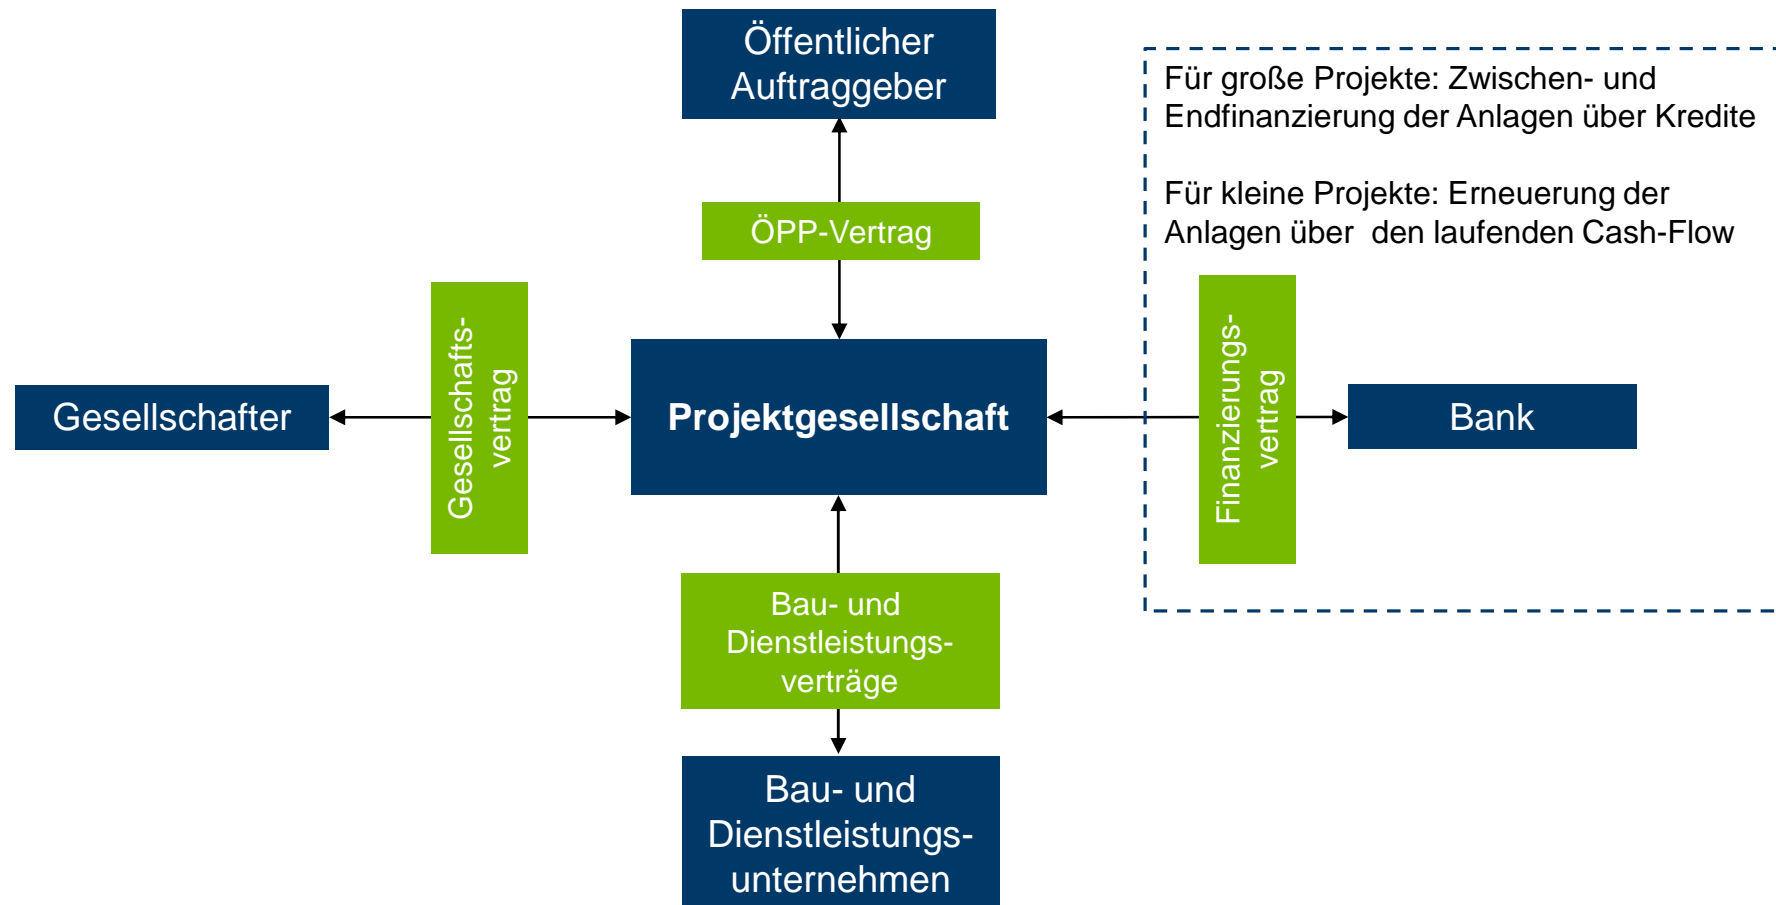 Öffentlicher
Auftraggeber
Für große Projekte: Zwischen- und
Endfinanzierung der Anlagen über Kredite
Für kleine Projekte: Erneuerung der
Anlagen über den laufenden Cash-Flow
ÖPP-Vertrag
Gesellschafter
Gesellschafts-
vertrag
Projektgesellschaft
Finanzierungs-
vertrag
Bank
Bau- und
Dienstleistungs-
verträge
Bau- und
Dienstleistungs-
unternehmen